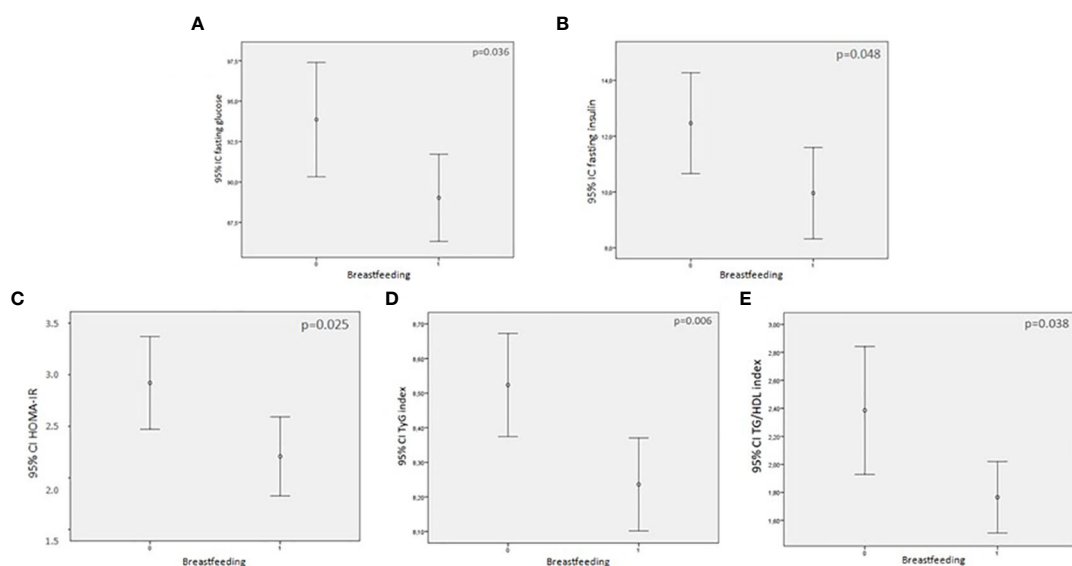 A
p=0.036
95% IC fasting glucose
97,5
95,0
92,5
90,0
87,5
0 1
Breastfeeding
B
p=0.048
95% IC fasting insulin
14,0
12,0
10,0
8,0
0 1
Breastfeeding
C
p=0.025
95% CI HOMA-IR
3.5
3.0
2.5
2.0
1.5
0 1
Breastfeeding
D
p=0.006
95% CI TyG index
8,70
8,60
8,50
8,40
8,30
8,20
8,10
0 1
Breastfeeding
E
p=0.038
95% CI TG/HDL index
3,00
2,80
2,60
2,40
2,20
2,00
1,80
1,60
0 1
Breastfeeding